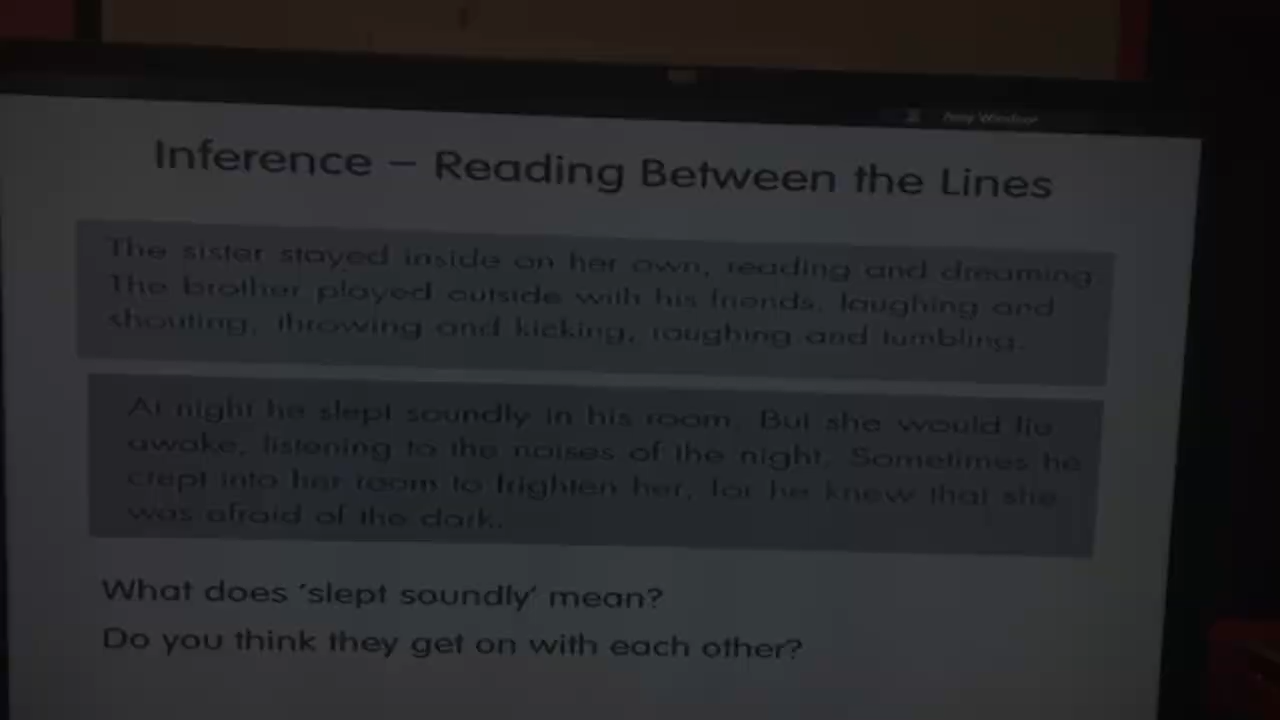 Amy Windsor
Inference – Reading Between the Lines
The sister stayed inside on her own, reading and dreaming
The brother played outside with his friends, laughing and
shouting, throwing and kicking, roughing and tumbling.
At night he slept soundly in his room. But she would lie
awake, listening to the noises of the night. Sometimes he
crept into her room to frighten her, for he knew that she
was afraid of the dark.
What does 'slept soundly' mean?
Do you think they get on with each other?